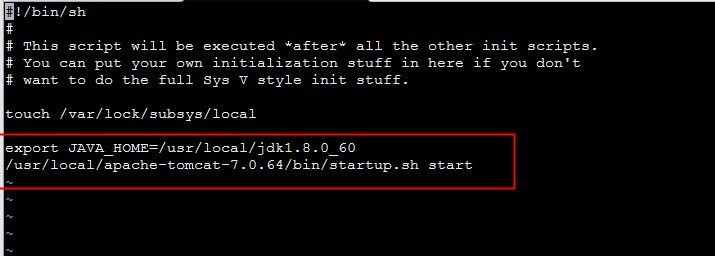 #!/bin/sh
#
# This script will be executed *after* all the other init scripts.
# You can put your own initialization stuff in here if you don't
# want to do the full Sys V style init stuff.
touch /var/lock/subsys/local
export JAVA_HOME=/usr/local/jdk1.8.0_60
/usr/local/apache-tomcat-7.0.64/bin/startup.sh start
~
~
~
~
~